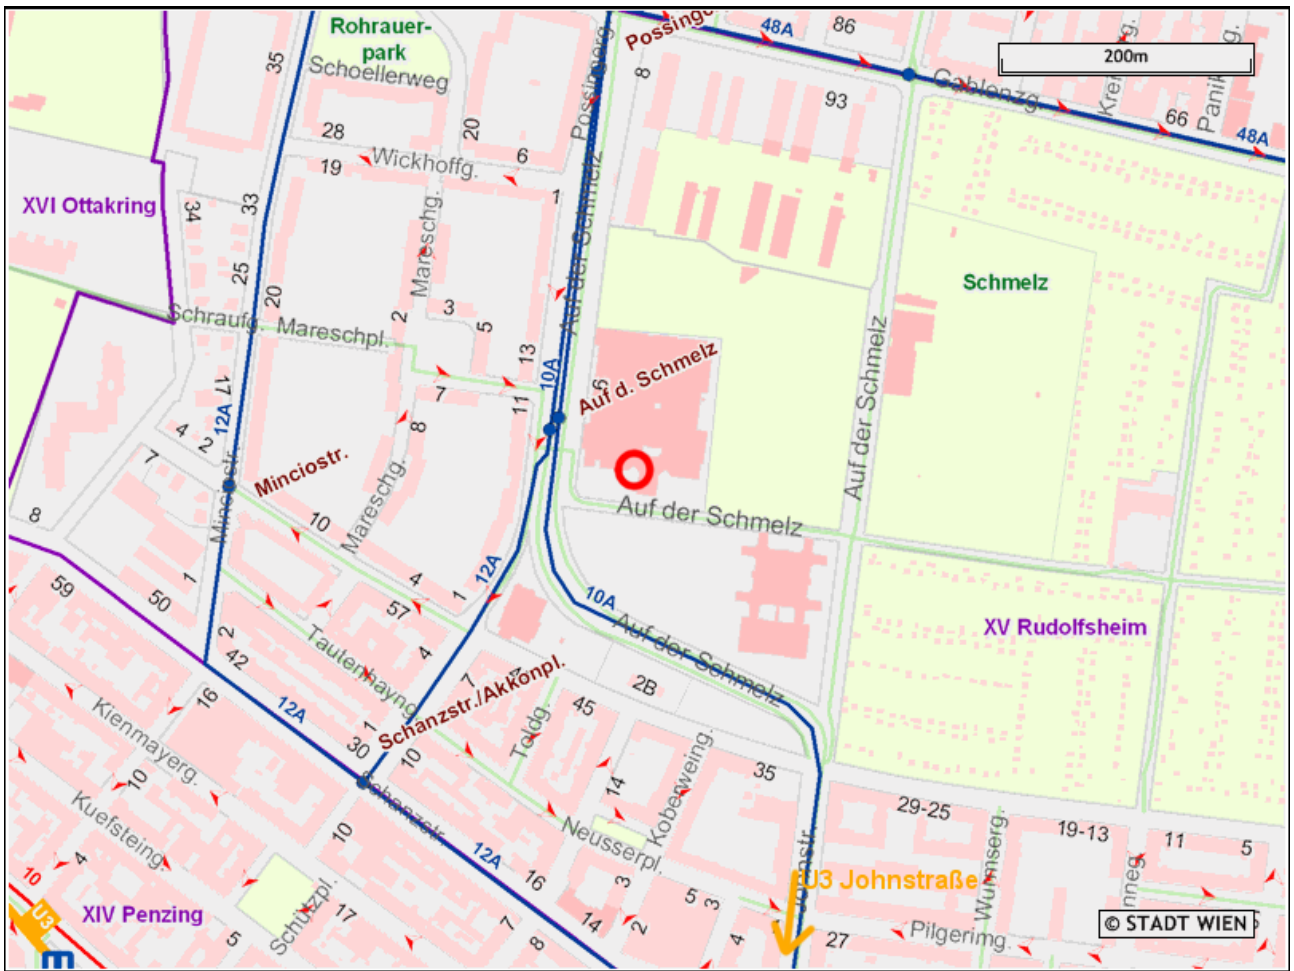 Rohrauer-
park
Schoellerweg
35
28
19
20
Wickhoffg.
6
1
Possingerg
48A
86
8
93
Gablenzg.
200m
66
48A
XVI Ottakring
34
33
25
20
Mareschg.
Auf der Schmelz
Auf der Schmelz
Schmelz
Schraufg.
Mareschpl.
2
3
5
13
10A
6
Auf d. Schmelz
7
11
8
17
12A
4
2
7
Minciostr.
Minciostr.
Mareschg.
10
8
Auf der Schmelz
59
50
1
4
57
1
12A
10A
Auf der Schmelz
XV Rudolfsheim
2
42
Tautenhayng.
4
7
4
2B
45
Toldg.
Schanzstr./Akkonpl.
16
12A
1
30
10
Kienmayerg.
10
Schanzstr.
14
Koberweing.
35
29-25
19-13
11
5
Kuefsteing.
4
10
12A
16
Neusserpl.
3
5
3
Johnstr.
U3 Johnstraße
Wurmserg.
10
U3
XIV Penzing
5
Schützpl.
17
7
8
14
2
4
27
Pilgerimg.
© STADT WIEN